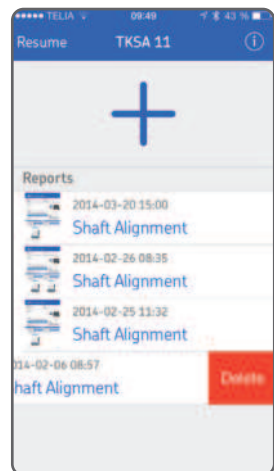 TELIA 09:49 43 %
Resume TKSA 11
Reports
2014-03-20 15:00
Shaft Alignment
2014-02-26 08:35
Shaft Alignment
2014-02-25 11:32
Shaft Alignment
014-02-06 08:57
haft Alignment
Delete